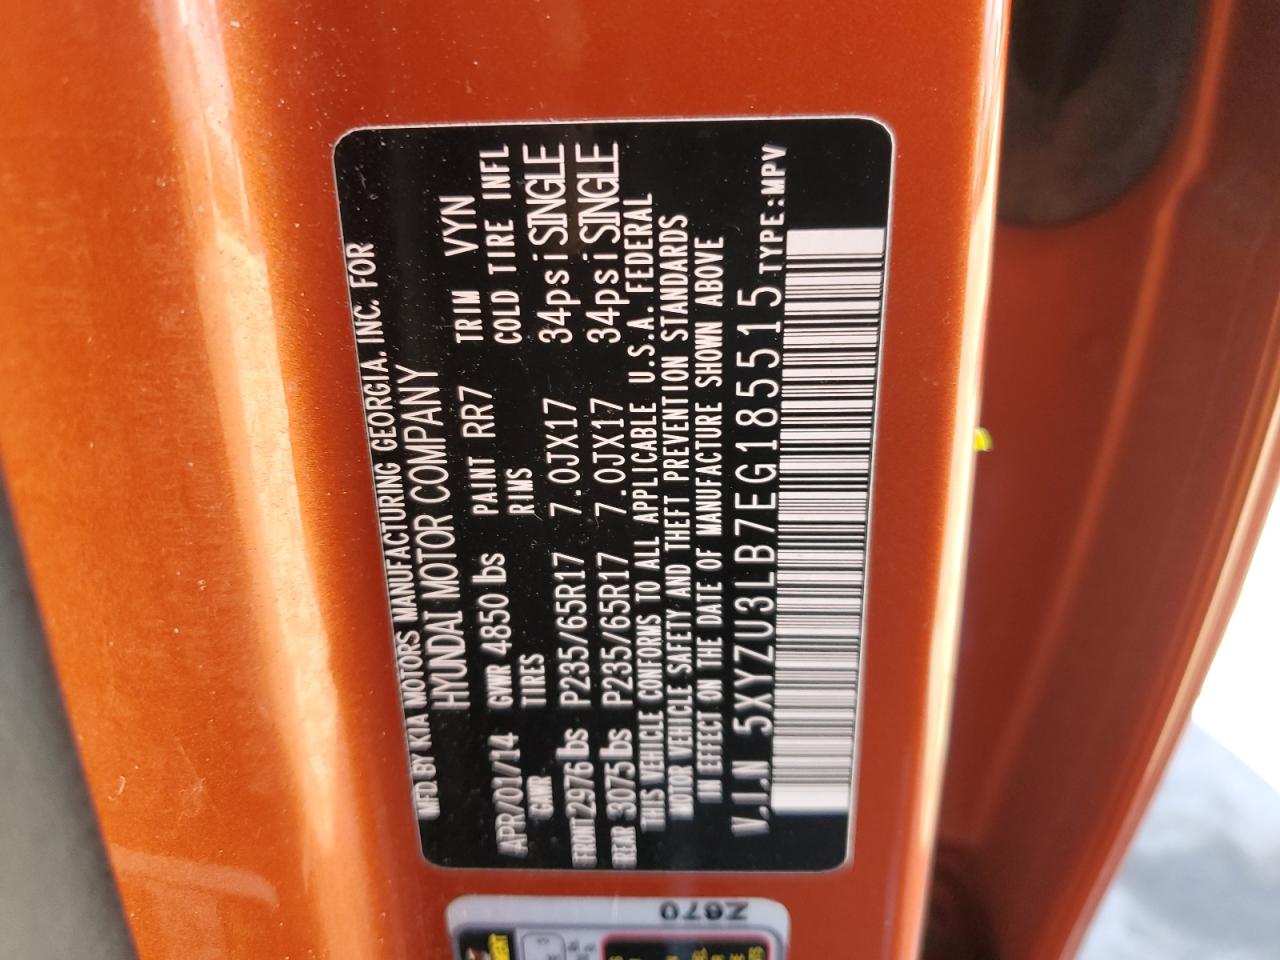 MFD. BY KIA MOTORS MANUFACTURING GEORGIA, INC. FOR
HYUNDAI MOTOR COMPANY
APR/01/14 GVWR 4850 lbs PAINT RR7 TRIM VYN
GAWR TIRES RIMS COLD TIRE INFL
FRONT 2976 lbs P235/65R17 7.0JX17 34psi SINGLE
REAR 3075 lbs P235/65R17 7.0JX17 34psi SINGLE
THIS VEHICLE CONFORMS TO ALL APPLICABLE U.S.A. FEDERAL
MOTOR VEHICLE SAFETY AND THEFT PREVENTION STANDARDS
IN EFFECT ON THE DATE OF MANUFACTURE SHOWN ABOVE
V.I.N 5XYZU3LB7EG185515 TYPE:MPV
Z670